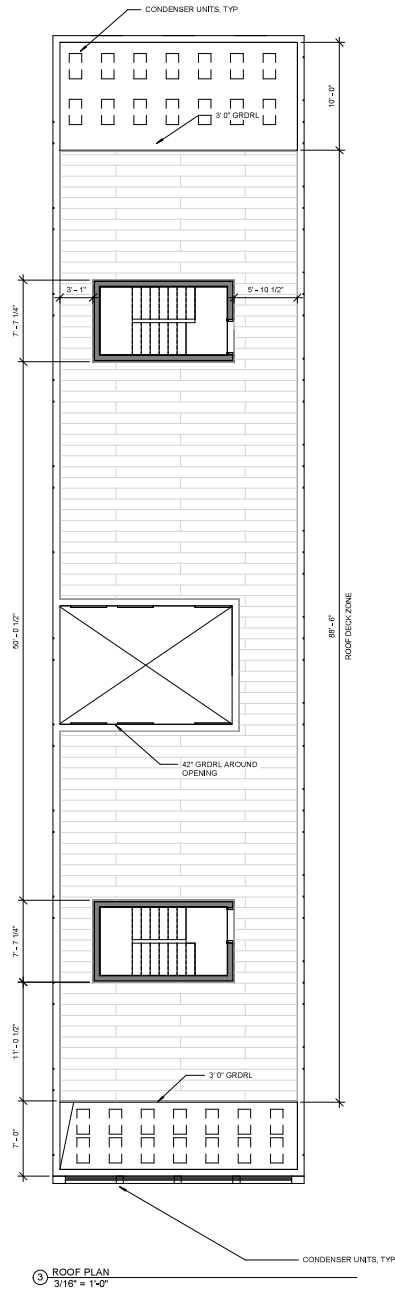 CONDENSER UNITS, TYP
10'-0"
3' 0" GRDRL
3' - 1"
5' - 10 1/2"
7' - 7 1/4"
50' - 0 1/2"
88' - 6"
ROOF DECK ZONE
42" GRDRL AROUND
OPENING
7' - 7 1/4"
11' - 0 1/2"
3' 0" GRDRL
7' - 0"
CONDENSER UNITS, TYP
3 ROOF PLAN
3/16" = 1'-0"